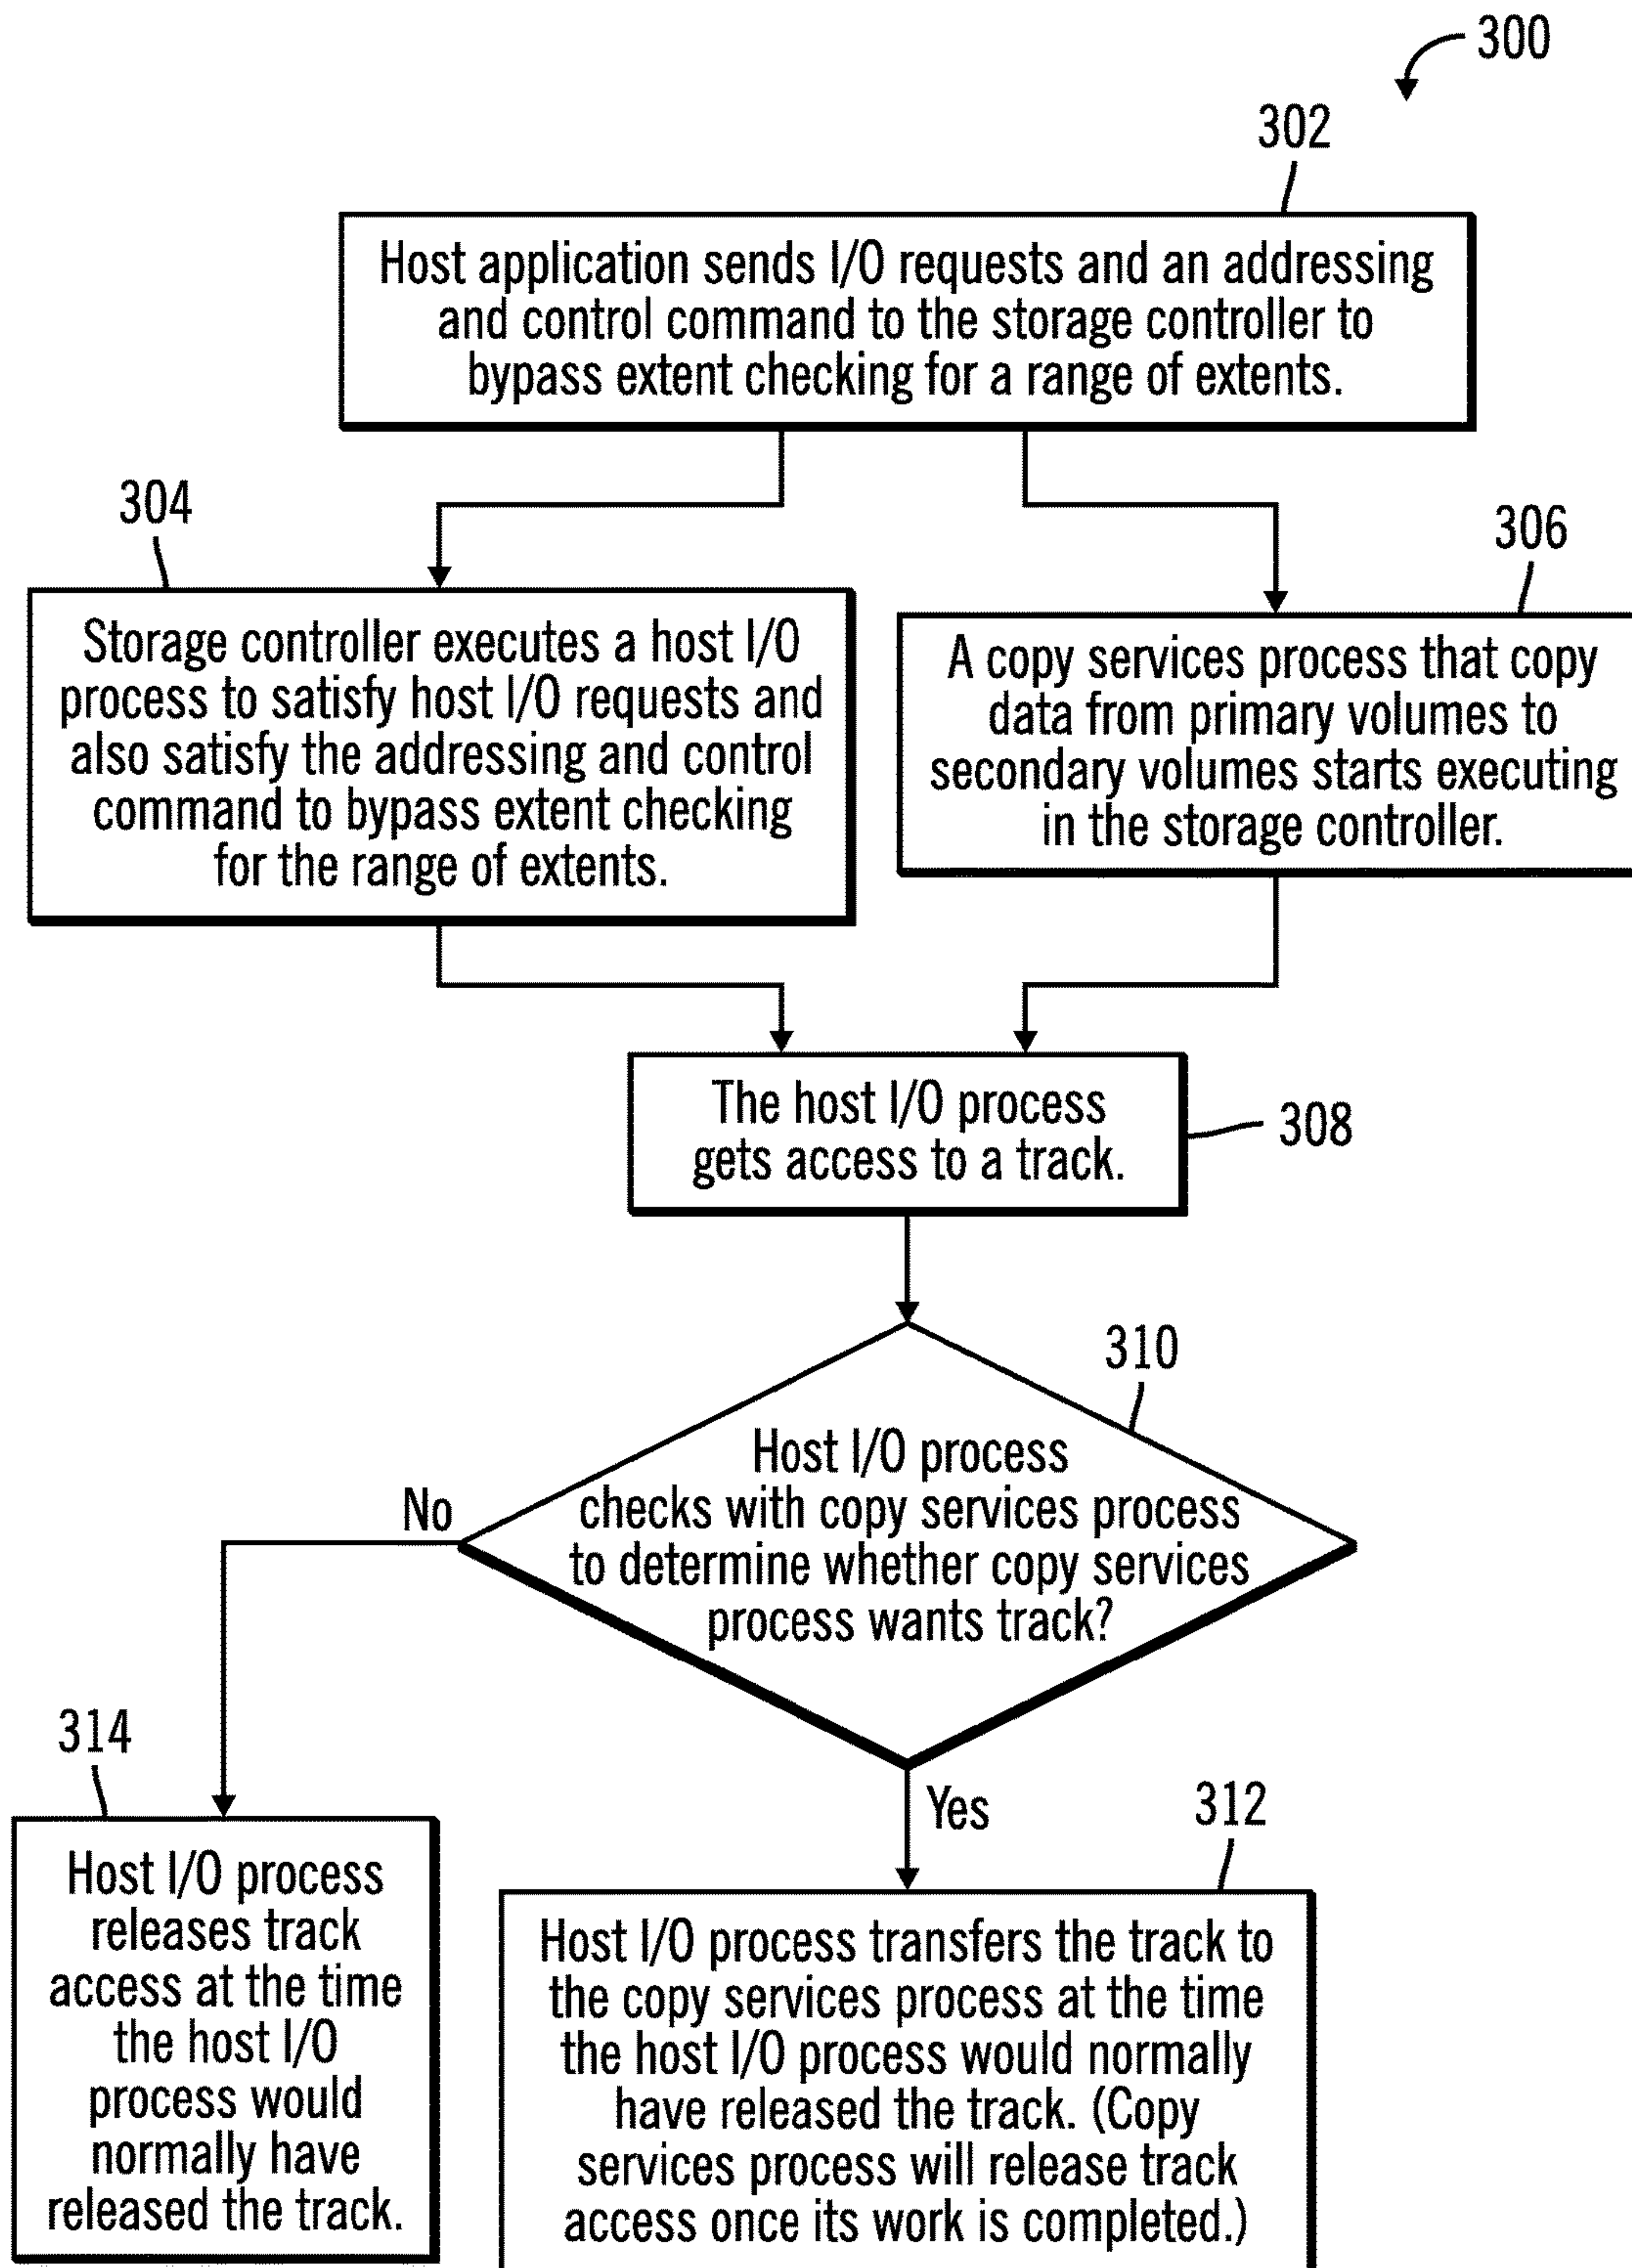 300
302
Host application sends I/O requests and an addressing
and control command to the storage controller to
bypass extent checking for a range of extents.
304
Storage controller executes a host I/O
process to satisfy host I/O requests and
also satisfy the addressing and control
command to bypass extent checking
for the range of extents.
306
A copy services process that copy
data from primary volumes to
secondary volumes starts executing
in the storage controller.
The host I/O process
gets access to a track.
308
310
Host I/O process
checks with copy services process
to determine whether copy services
process wants track?
No
Yes
314
Host I/O process
releases track
access at the time
the host I/O
process would
normally have
released the track.
312
Host I/O process transfers the track to
the copy services process at the time
the host I/O process would normally
have released the track. (Copy
services process will release track
access once its work is completed.)